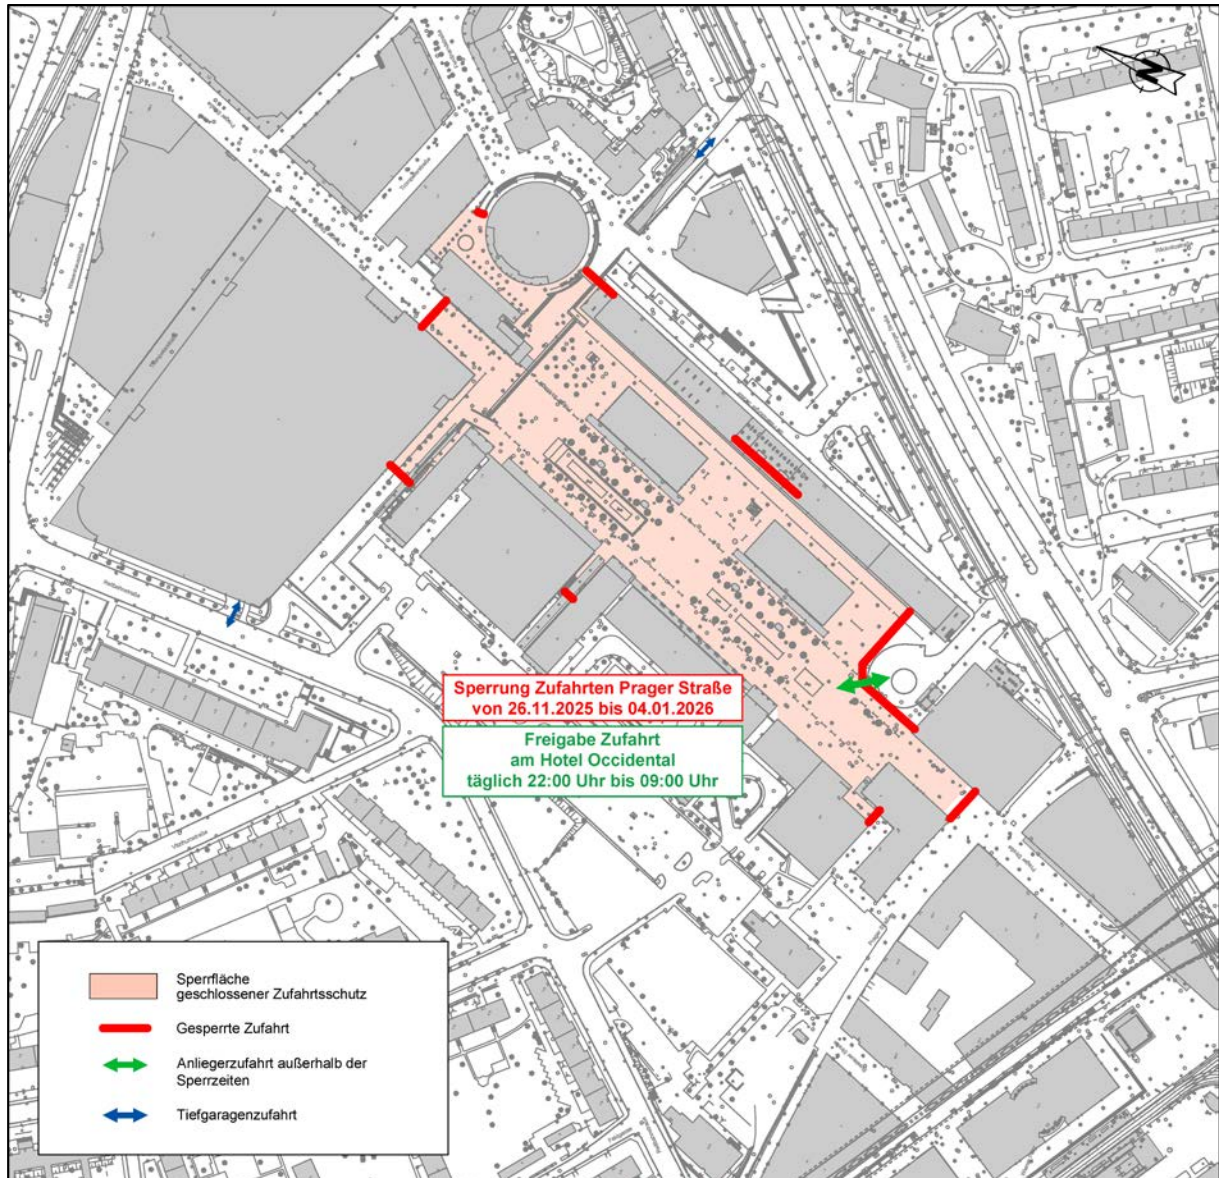 N
Sperrung Zufahrten Prager Straße
von 26.11.2025 bis 04.01.2026
Freigabe Zufahrt
am Hotel Occidental
täglich 22:00 Uhr bis 09:00 Uhr
Sperrfläche
geschlossener Zufahrtsschutz
Gesperrte Zufahrt
Anliegerzufahrt außerhalb der
Sperrzeiten
Tiefgaragenzufahrt